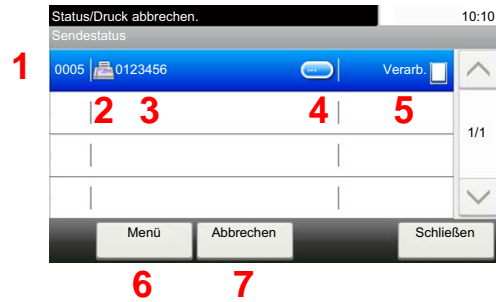 Status/Druck abbrechen. 10:10
Sendestatus
1 0005 0123456 Verarb.
2 3 4 5
1/1
Menü Abbrechen Schließen
6 7